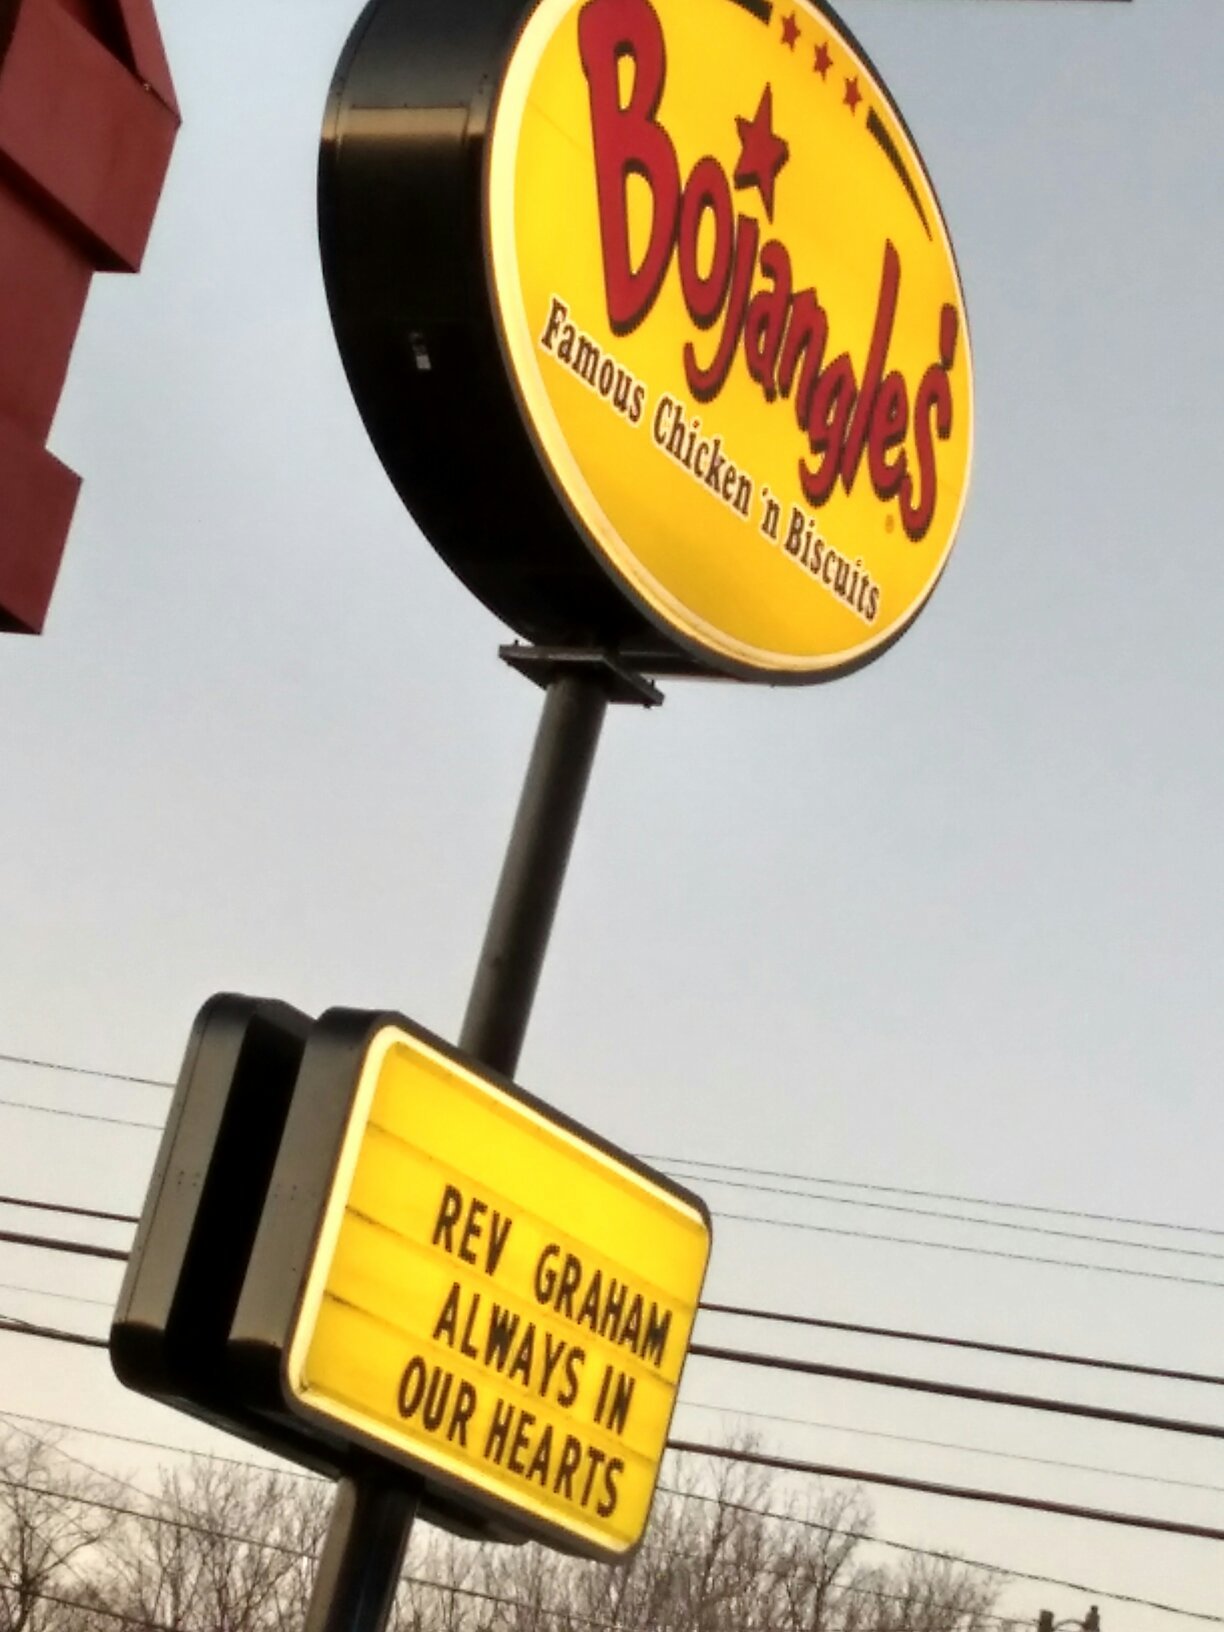 Bojangles'
Famous Chicken 'n Biscuits
®
REV GRAHAM
ALWAYS IN
OUR HEARTS